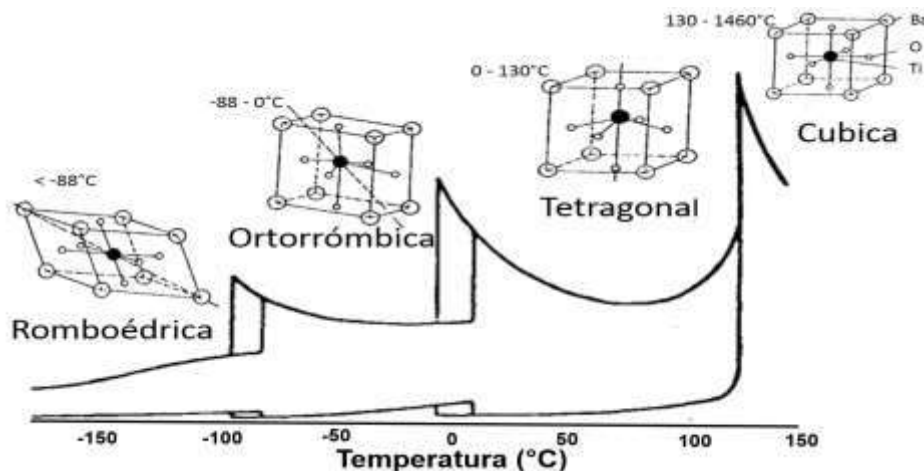 130 - 1460°C
Ba
O
Ti
Cubica
0 - 130°C
Tetragonal
-88 - 0°C
Ortorrómbica
< -88°C
Romboédrica
-150
-100
-50
0
50
100
150
Temperatura (°C)